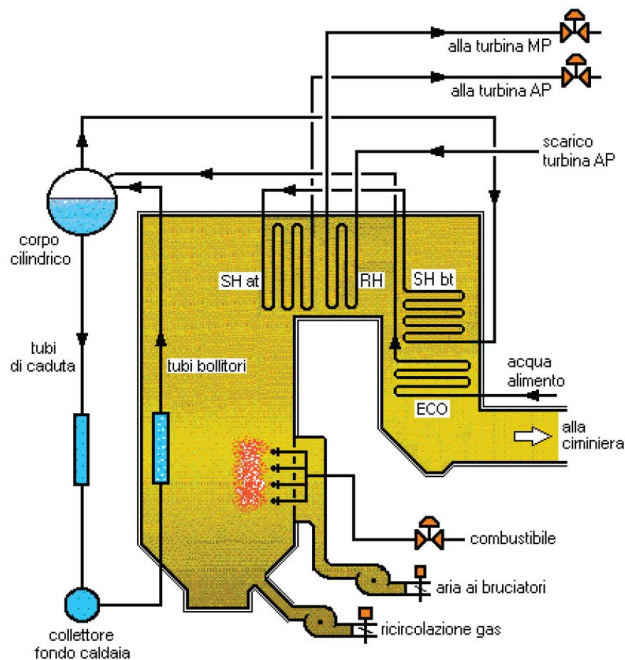 alla turbina MP
alla turbina AP
scarico
turbina AP
corpo
cilindrico
SH at
RH
SH bt
tubi
di caduta
tubi bollitori
acqua
alimento
ECO
alla
ciminiera
combustibile
aria ai bruciatori
collettore
fondo caldaia
ricircolazione gas